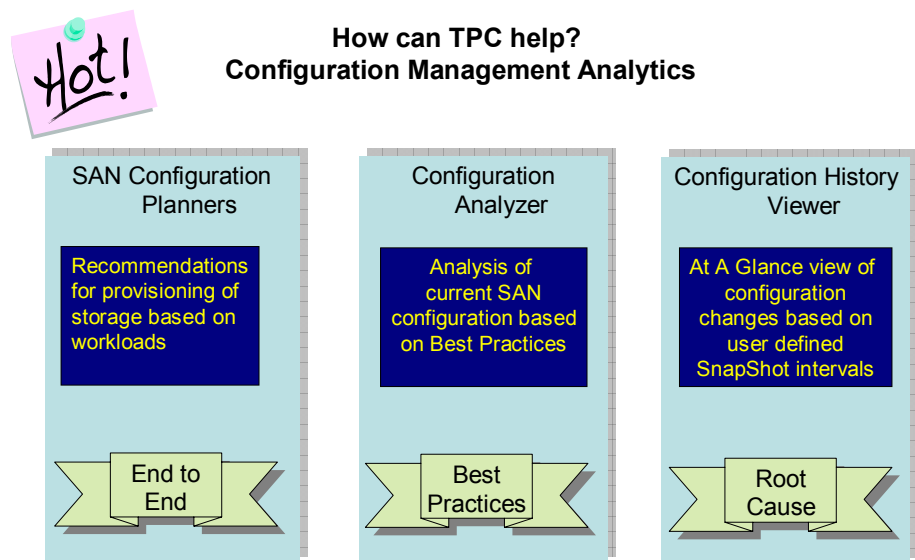 Hot!
How can TPC help?
Configuration Management Analytics
SAN Configuration
Planners
Recommendations
for provisioning of
storage based on
workloads
End to
End
Configuration
Analyzer
Analysis of
current SAN
configuration based
on Best Practices
Best
Practices
Configuration History
Viewer
At A Glance view of
configuration
changes based on
user defined
SnapShot intervals
Root
Cause